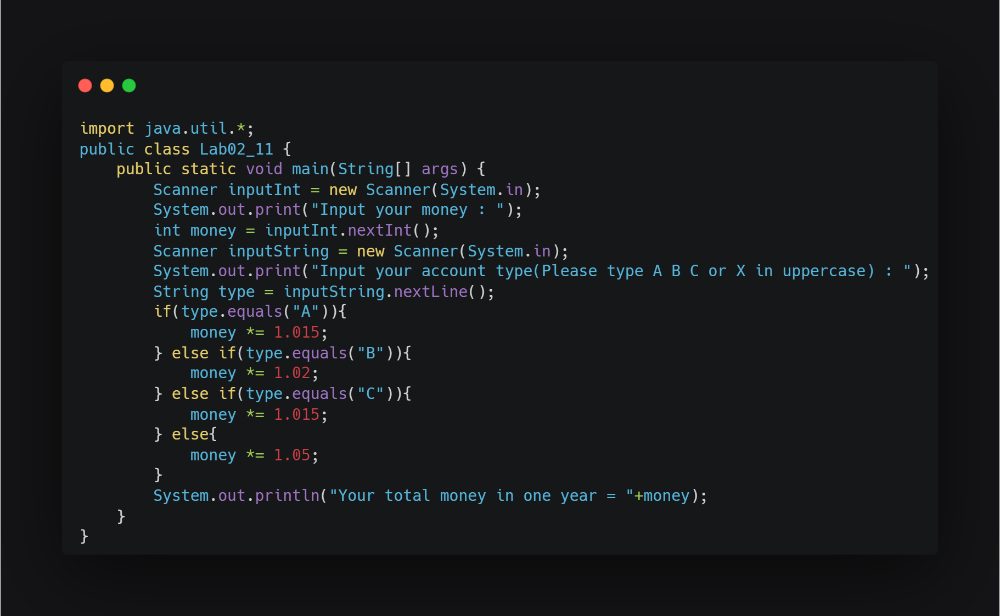 import java.util.*;
public class Lab02_11 {
    public static void main(String[] args) {
        Scanner inputInt = new Scanner(System.in);
        System.out.print("Input your money : ");
        int money = inputInt.nextInt();
        Scanner inputString = new Scanner(System.in);
        System.out.print("Input your account type(Please type A B C or X in uppercase) : ");
        String type = inputString.nextLine();
        if(type.equals("A")){
            money *= 1.015;
        } else if(type.equals("B")){
            money *= 1.02;
        } else if(type.equals("C")){
            money *= 1.015;
        } else{
            money *= 1.05;
        }
        System.out.println("Your total money in one year = "+money);
    }
}